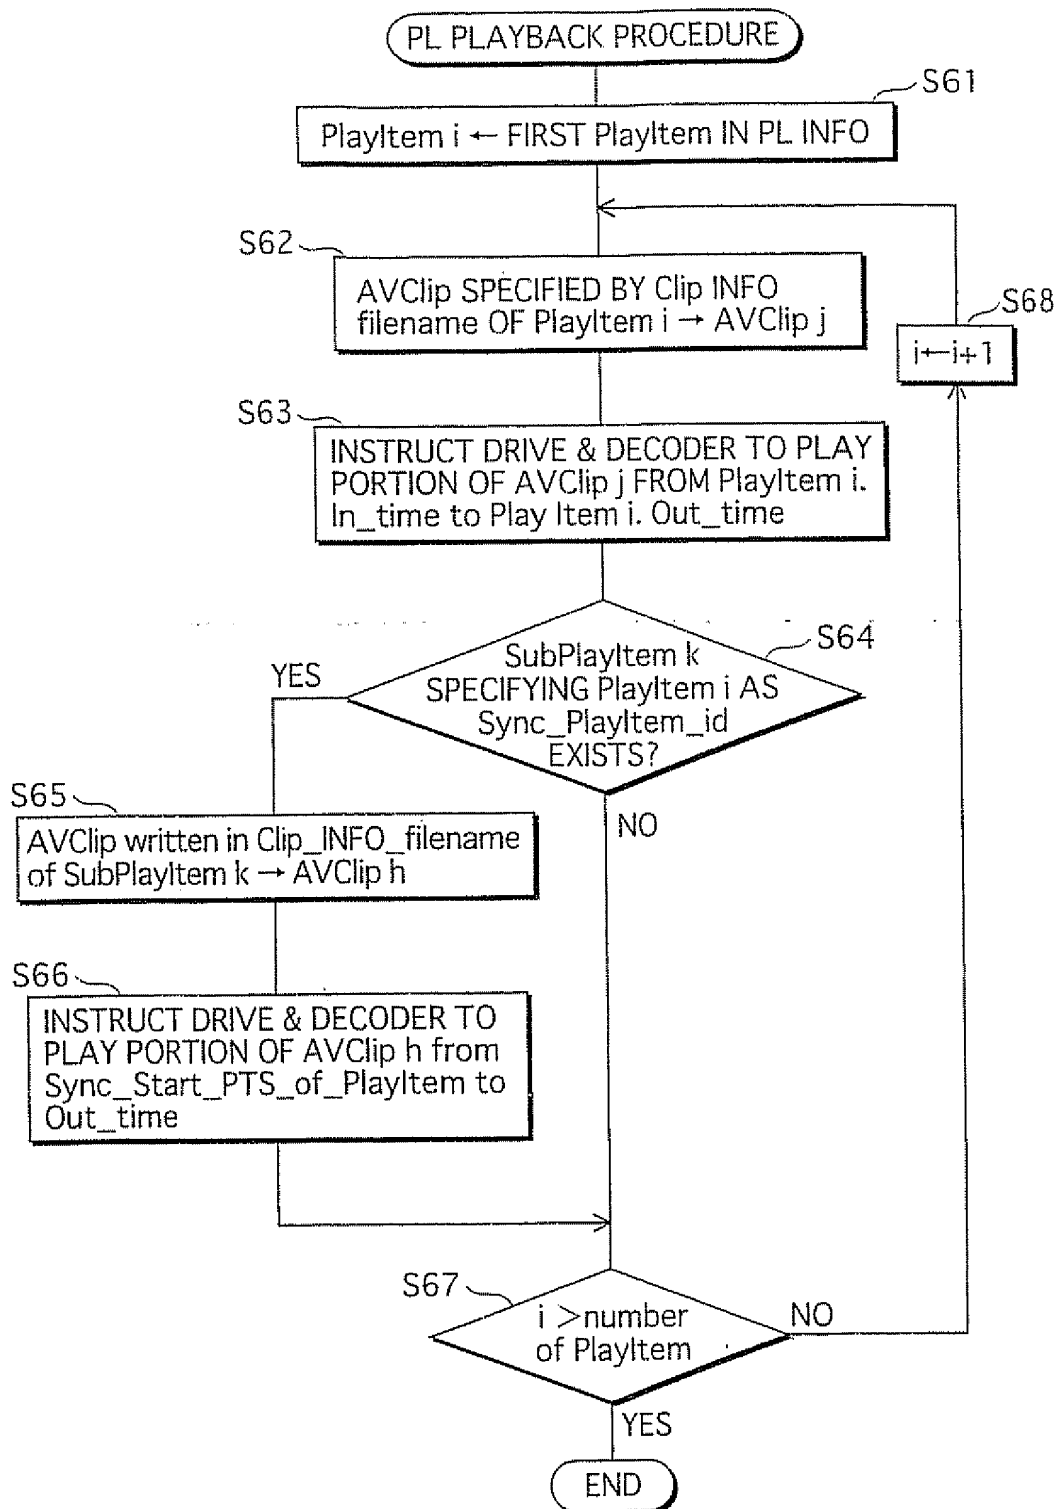 PL PLAYBACK PROCEDURE
S61
PlayItem i ← FIRST PlayItem IN PL INFO
S62
AVClip SPECIFIED BY Clip INFO
filename OF PlayItem i → AVClip j
S68
i←i+1
S63
INSTRUCT DRIVE & DECODER TO PLAY
PORTION OF AVClip j FROM PlayItem i.
In_time to Play Item i. Out_time
S64
SubPlayItem k
SPECIFYING PlayItem i AS
Sync_PlayItem_id
EXISTS?
YES
NO
S65
AVClip written in Clip_INFO_filename
of SubPlayItem k → AVClip h
S66
INSTRUCT DRIVE & DECODER TO
PLAY PORTION OF AVClip h from
Sync_Start_PTS_of_PlayItem to
Out_time
S67
i >number
of PlayItem
NO
YES
END